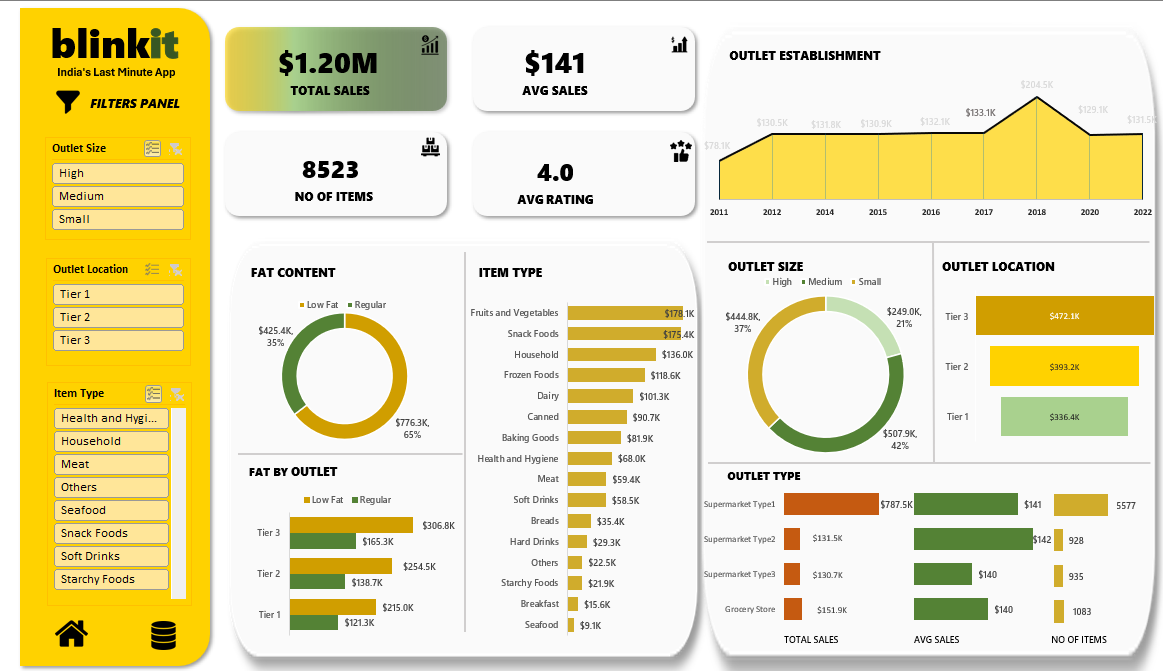 blinkit
India's Last Minute App
FILTERS PANEL
Outlet Size
High
Medium
Small
Outlet Location
Tier 1
Tier 2
Tier 3
Item Type
Health and Hygi...
Household
Meat
Others
Seafood
Snack Foods
Soft Drinks
Starchy Foods
$1.20M
TOTAL SALES
$141
AVG SALES
8523
NO OF ITEMS
4.0
AVG RATING
FAT CONTENT
Low Fat Regular
$425.4K,
35%
$776.3K,
65%
FAT BY OUTLET
Low Fat Regular
Tier 3 $306.8K
$165.3K
Tier 2 $254.5K
$138.7K
Tier 1 $215.0K
$121.3K
ITEM TYPE
Fruits and Vegetables $178.1K
Snack Foods $175.4K
Household $136.0K
Frozen Foods $118.6K
Dairy $101.3K
Canned $90.7K
Baking Goods $81.9K
Health and Hygiene $68.0K
Meat $59.4K
Soft Drinks $58.5K
Breads $35.4K
Hard Drinks $29.3K
Others $22.5K
Starchy Foods $21.9K
Breakfast $15.6K
Seafood $9.1K
OUTLET ESTABLISHMENT
$78.1K $130.5K $131.8K $130.9K $132.1K $133.1K $204.5K $129.1K $131.5K
2011 2012 2014 2015 2016 2017 2018 2020 2022
OUTLET SIZE
High Medium Small
$444.8K,
37%
$249.0K,
21%
$507.9K,
42%
OUTLET LOCATION
Tier 3 $472.1K
Tier 2 $393.2K
Tier 1 $336.4K
OUTLET TYPE
Supermarket Type1 $787.5K $141 5577
Supermarket Type2 $131.5K $142 928
Supermarket Type3 $130.7K $140 935
Grocery Store $151.9K $140 1083
TOTAL SALES AVG SALES NO OF ITEMS